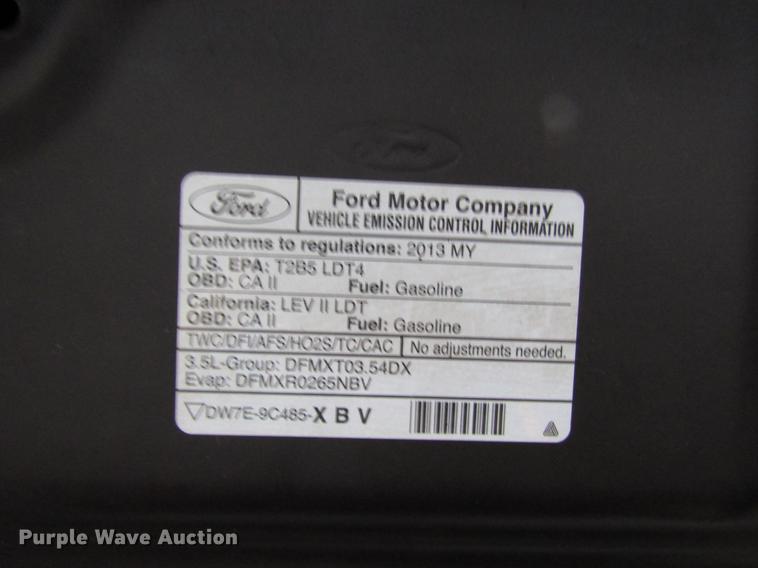 Ford
Ford Motor Company
VEHICLE EMISSION CONTROL INFORMATION
Conforms to regulations: 2013 MY
U.S. EPA: T2B5 LDT4
OBD: CA II Fuel: Gasoline
California: LEV II LDT
OBD: CA II Fuel: Gasoline
TWC/DFI/AFS/HO2S/TC/CAC No adjustments needed.
3.5L-Group: DFMXT03.54DX
Evap: DFMXR0265NBV
DW7E-9C485-X B V
Purple Wave Auction